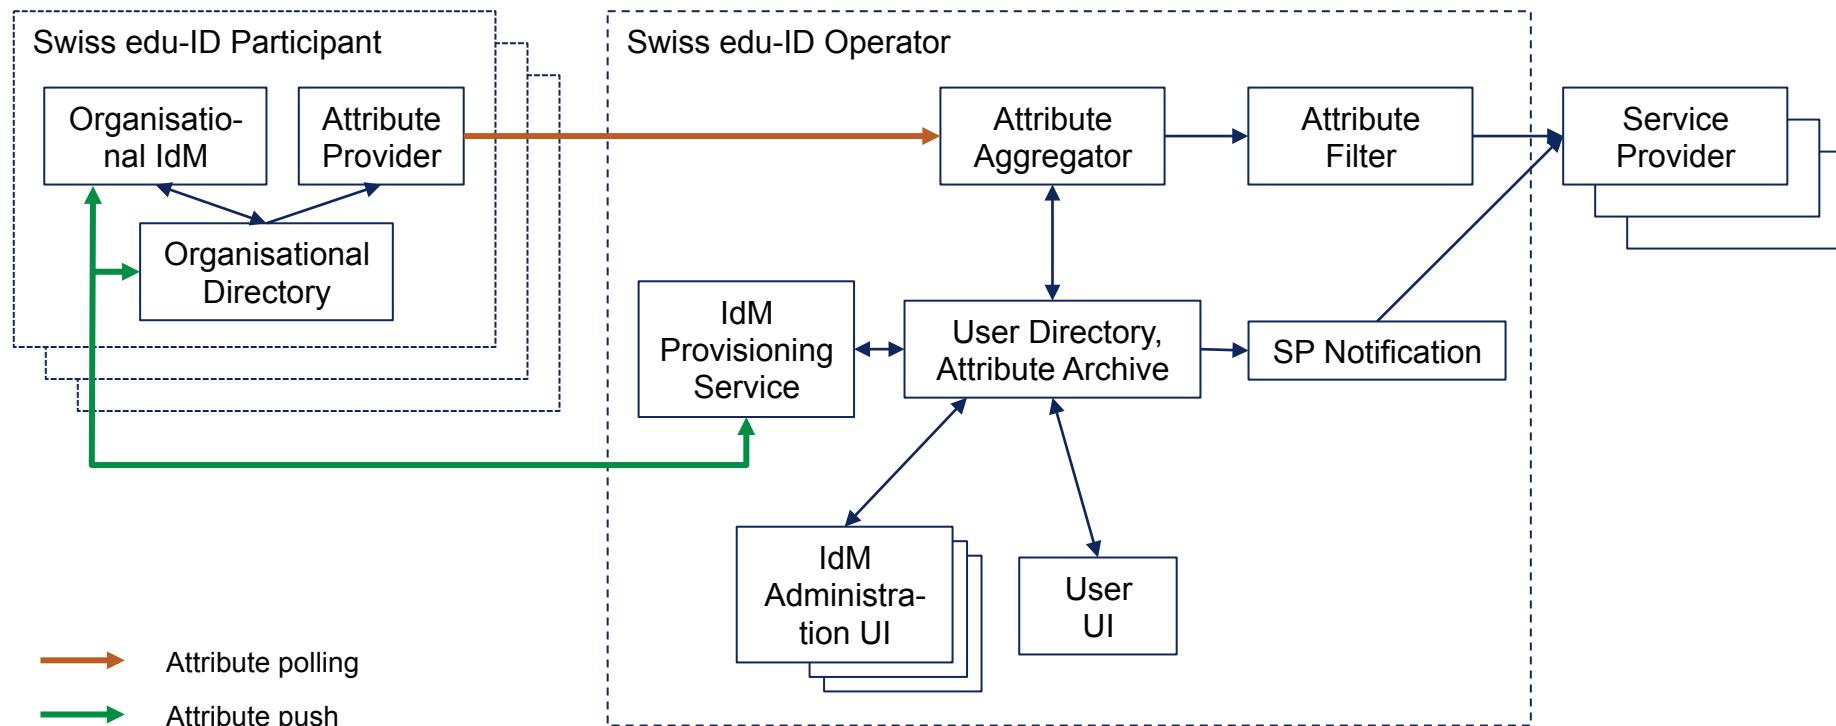 Swiss edu-ID Participant
Organisatio-
nal IdM
Attribute
Provider
Organisational
Directory
Swiss edu-ID Operator
Attribute
Aggregator
Attribute
Filter
Service
Provider
IdM
Provisioning
Service
User Directory,
Attribute Archive
SP Notification
IdM
Administra-
tion UI
User
UI
Attribute polling
Attribute push